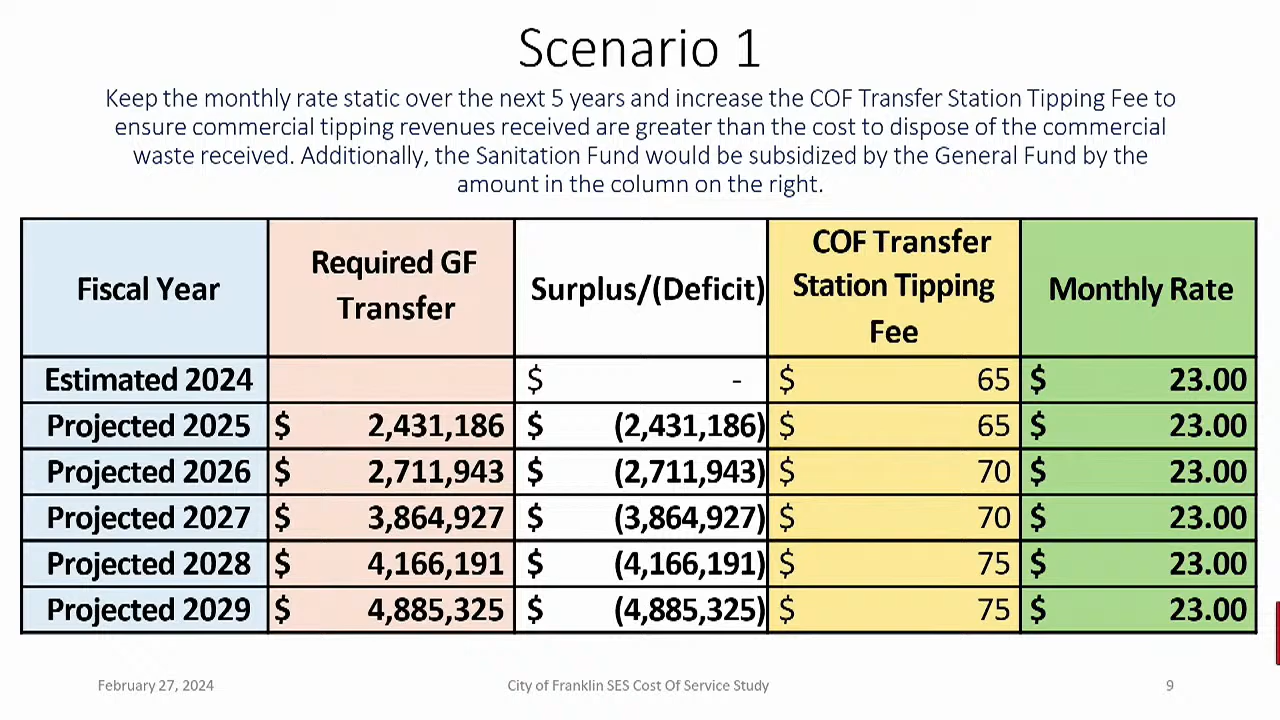 Scenario 1
Keep the monthly rate static over the next 5 years and increase the COF Transfer Station Tipping Fee to
ensure commercial tipping revenues received are greater than the cost to dispose of the commercial
waste received. Additionally, the Sanitation Fund would be subsidized by the General Fund by the
amount in the column on the right.
Fiscal Year Required GF Transfer Surplus/(Deficit) COF Transfer Station Tipping Fee Monthly Rate
Estimated 2024 $ - $ 65 $ 23.00
Projected 2025 $ 2,431,186 $ (2,431,186) $ 65 $ 23.00
Projected 2026 $ 2,711,943 $ (2,711,943) $ 70 $ 23.00
Projected 2027 $ 3,864,927 $ (3,864,927) $ 70 $ 23.00
Projected 2028 $ 4,166,191 $ (4,166,191) $ 75 $ 23.00
Projected 2029 $ 4,885,325 $ (4,885,325) $ 75 $ 23.00
February 27, 2024 City of Franklin SES Cost Of Service Study 9